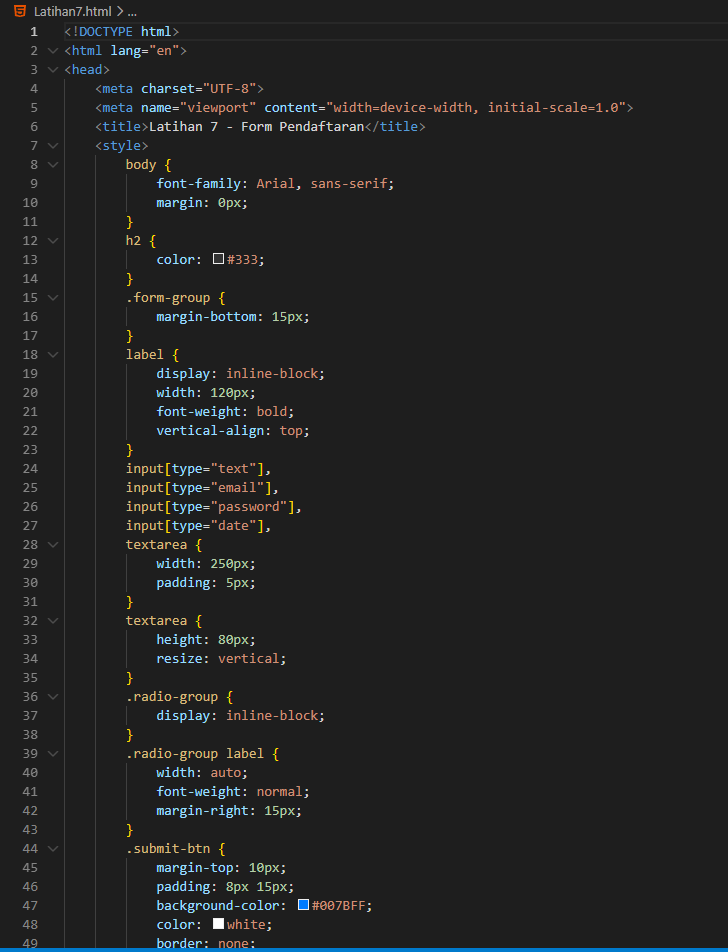 Latihan7.html > ...
1 <!DOCTYPE html>
2 <html lang="en">
3 <head>
4 <meta charset="UTF-8">
5 <meta name="viewport" content="width=device-width, initial-scale=1.0">
6 <title>Latihan 7 - Form Pendaftaran</title>
7 <style>
8 body {
9 font-family: Arial, sans-serif;
10 margin: 0px;
11 }
12 h2 {
13 color: #333;
14 }
15 .form-group {
16 margin-bottom: 15px;
17 }
18 label {
19 display: inline-block;
20 width: 120px;
21 font-weight: bold;
22 vertical-align: top;
23 }
24 input[type="text"],
25 input[type="email"],
26 input[type="password"],
27 input[type="date"],
28 textarea {
29 width: 250px;
30 padding: 5px;
31 }
32 textarea {
33 height: 80px;
34 resize: vertical;
35 }
36 .radio-group {
37 display: inline-block;
38 }
39 .radio-group label {
40 width: auto;
41 font-weight: normal;
42 margin-right: 15px;
43 }
44 .submit-btn {
45 margin-top: 10px;
46 padding: 8px 15px;
47 background-color: #007BFF;
48 color: white;
49 border: none;